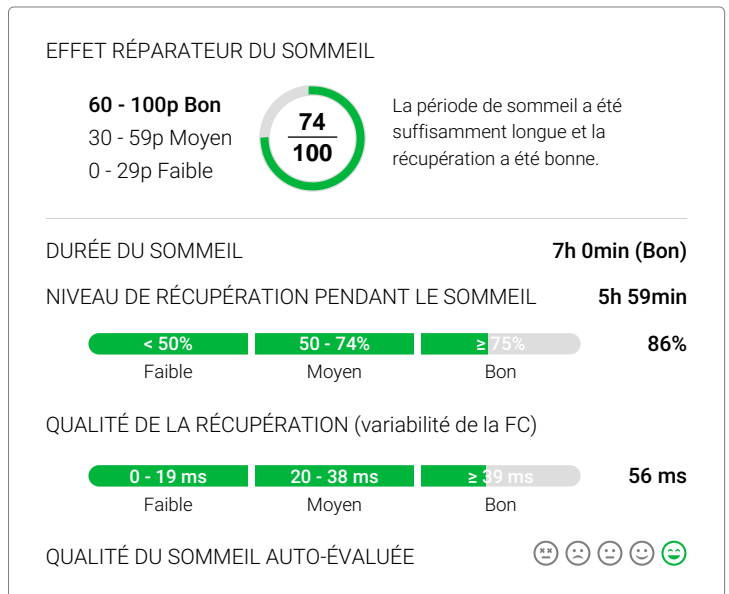 EFFET RÉPARATEUR DU SOMMEIL
60 - 100p Bon
30 - 59p Moyen
0 - 29p Faible
74
100
La période de sommeil a été
suffisamment longue et la
récupération a été bonne.
DURÉE DU SOMMEIL 7h 0min (Bon)
NIVEAU DE RÉCUPÉRATION PENDANT LE SOMMEIL 5h 59min
< 50% 50 - 74% ≥ 75% 86%
Faible Moyen Bon
QUALITÉ DE LA RÉCUPÉRATION (variabilité de la FC)
0 - 19 ms 20 - 38 ms ≥ 39 ms 56 ms
Faible Moyen Bon
QUALITÉ DU SOMMEIL AUTO-ÉVALUÉE